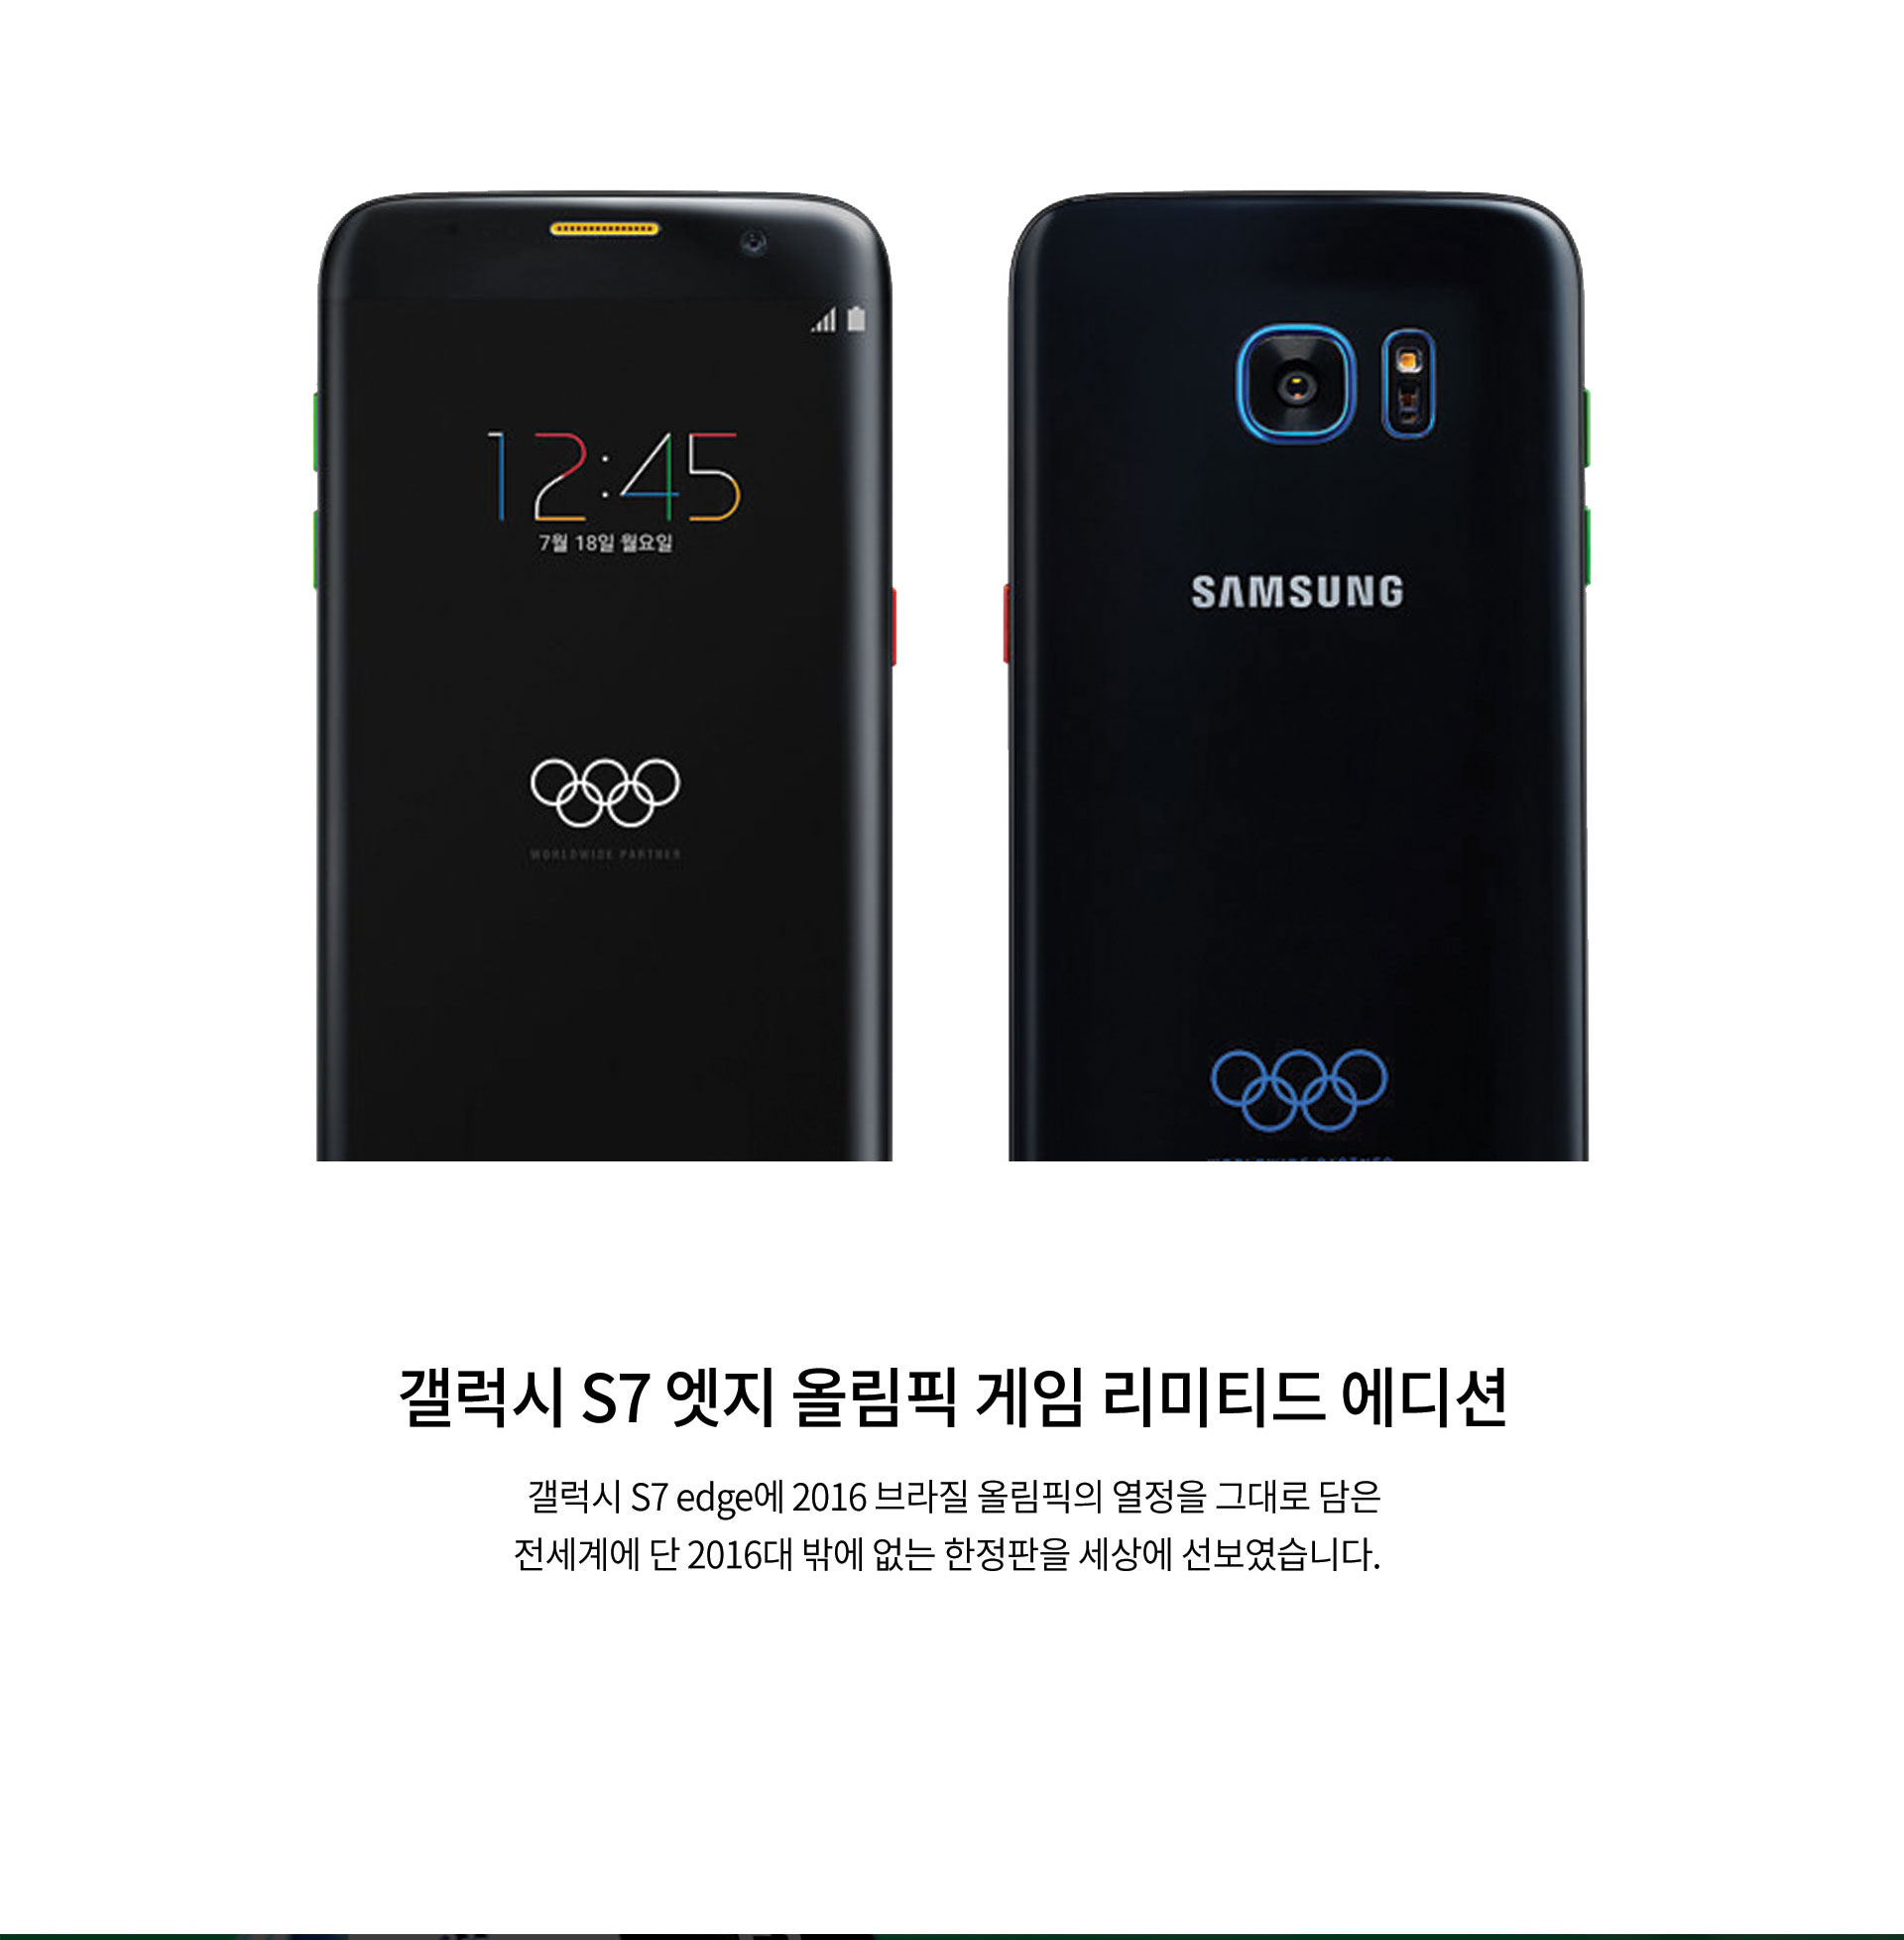 12:45
7월 18일 월요일
WORLDWIDE PARTNER
SAMSUNG
WORLDWIDE PARTNER
갤럭시 S7 엣지 올림픽 게임 리미티드 에디션
갤럭시 S7 edge에 2016 브라질 올림픽의 열정을 그대로 담은
전세계에 단 2016대 밖에 없는 한정판을 세상에 선보였습니다.